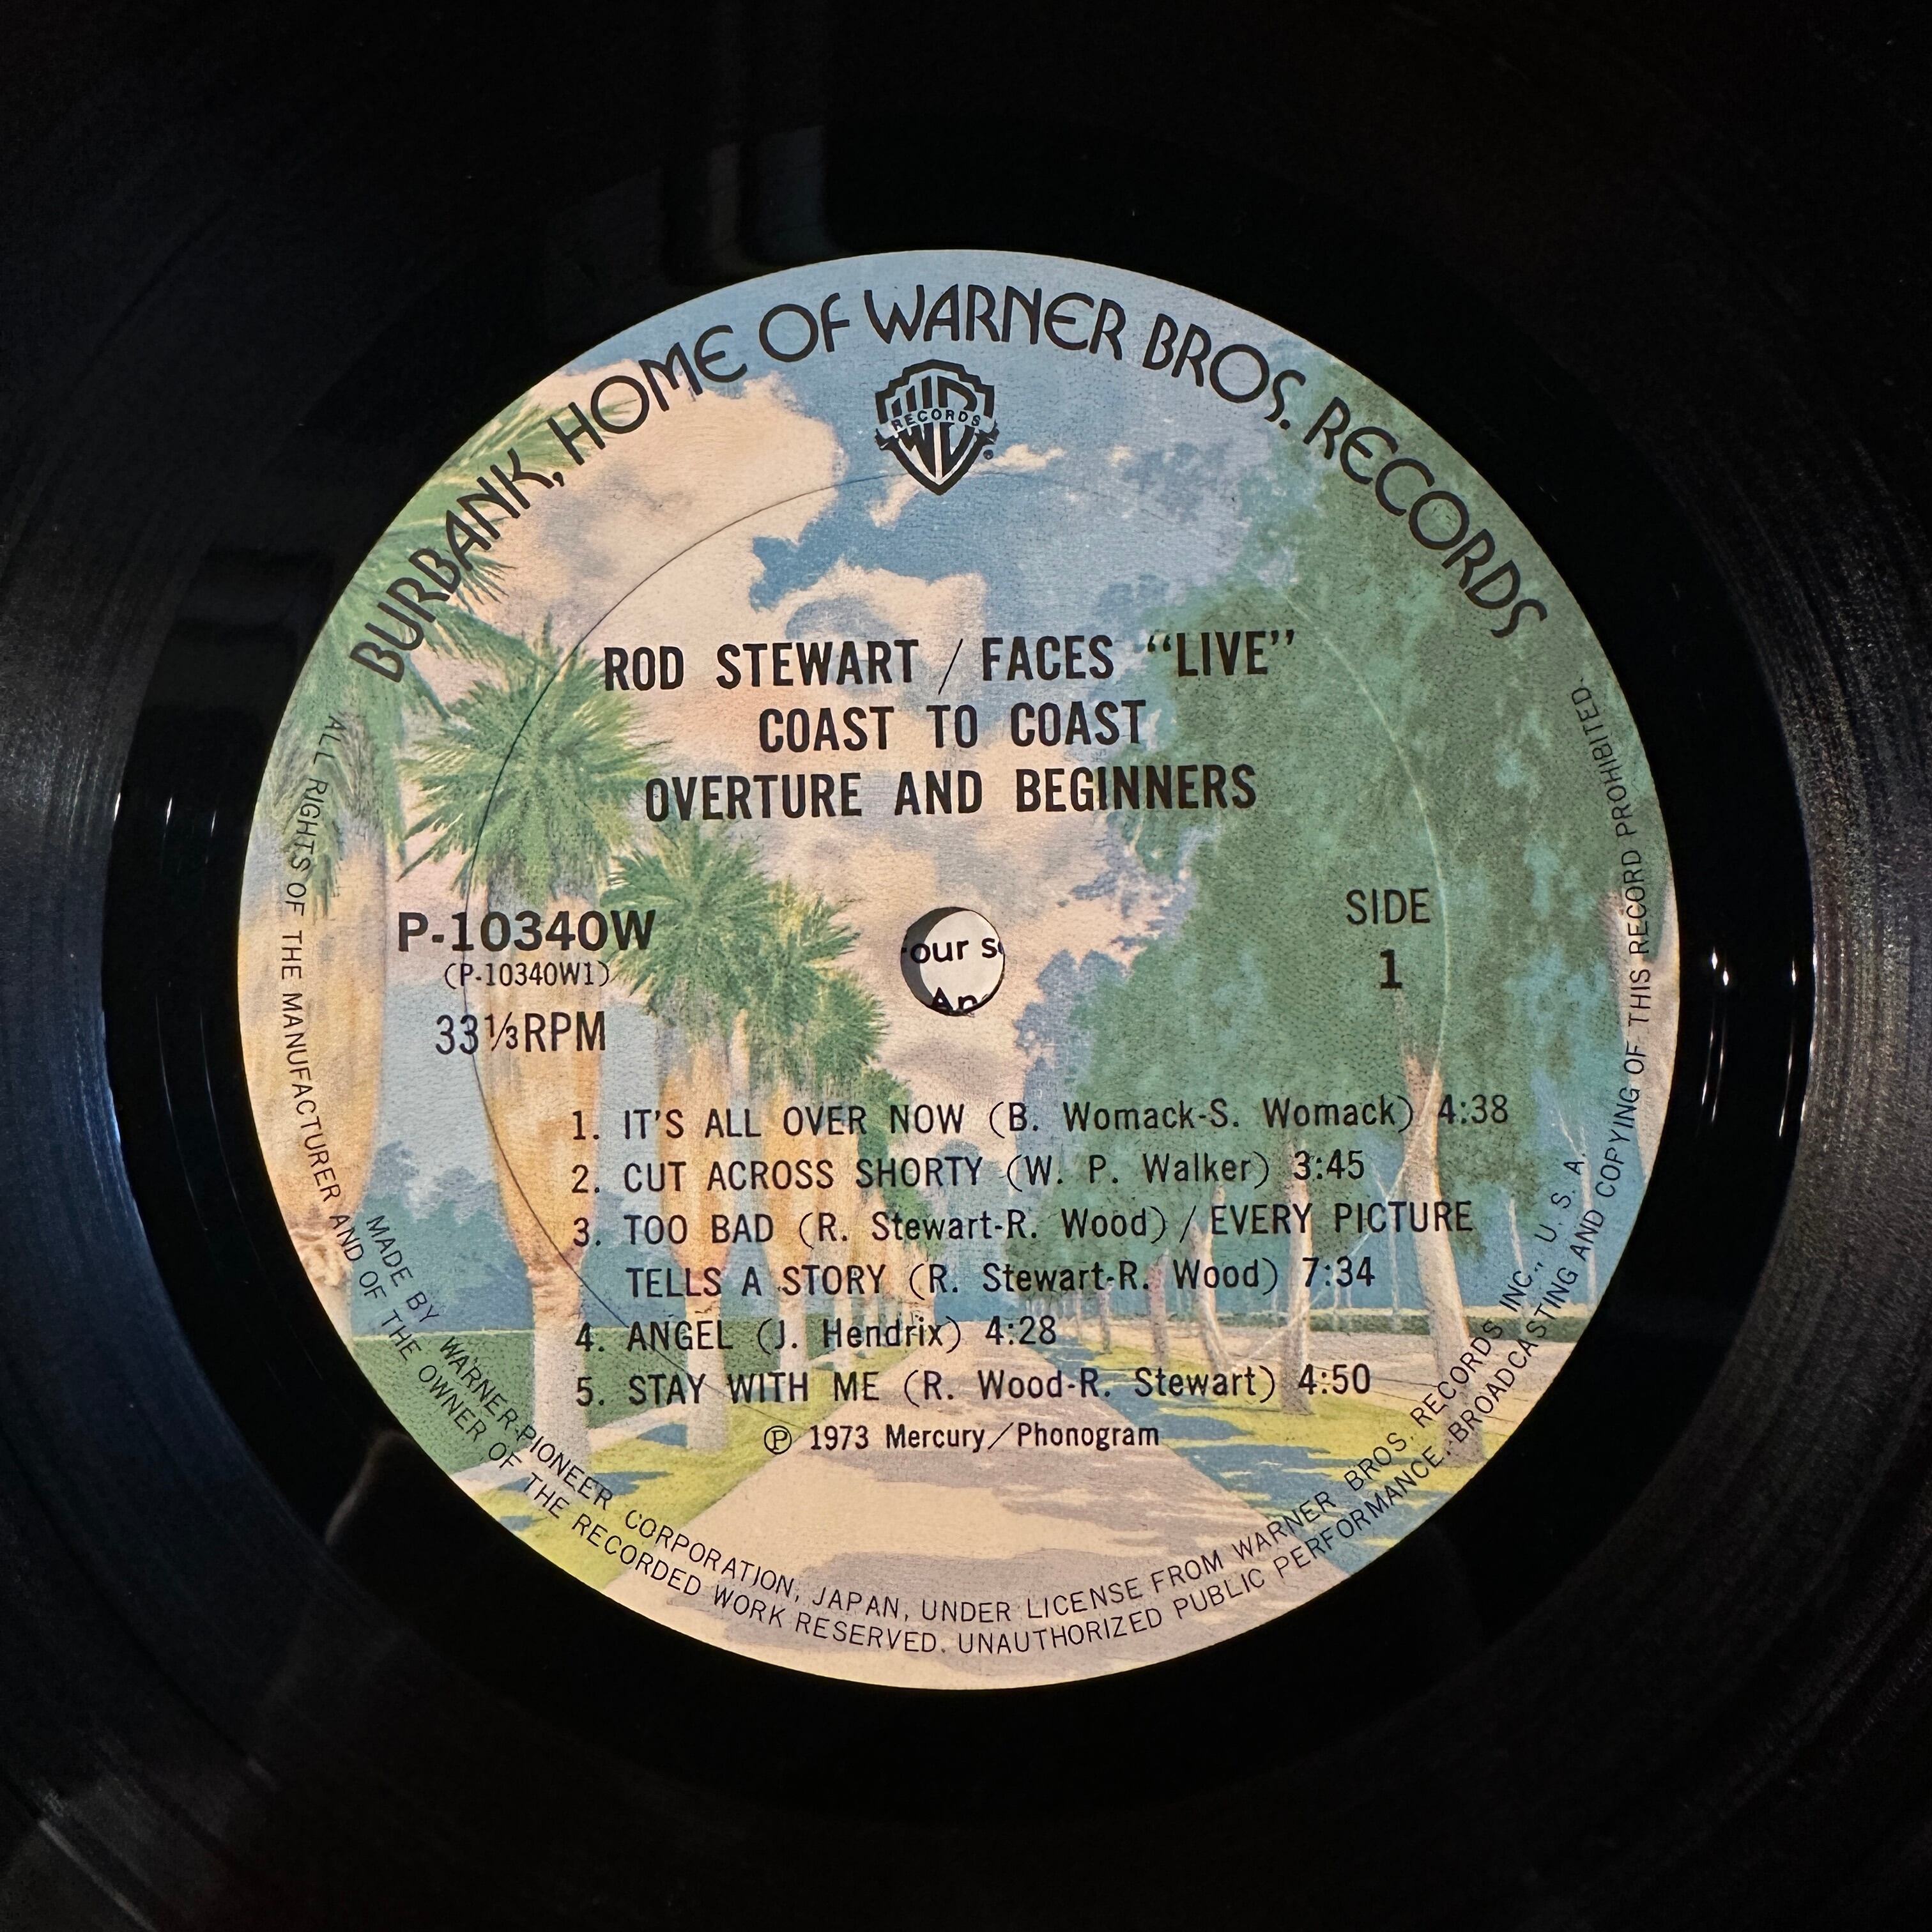 BURBANK, HOME OF WARNER BROS. RECORDS
RECORDS
ROD STEWART / FACES “LIVE”
COAST TO COAST
OVERTURE AND BEGINNERS
P-10340W
(P-10340W1)
33⅓RPM
SIDE
1
our s
An
1. IT'S ALL OVER NOW (B. Womack-S. Womack) 4:38
2. CUT ACROSS SHORTY (W. P. Walker) 3:45
3. TOO BAD (R. Stewart-R. Wood) / EVERY PICTURE
TELLS A STORY (R. Stewart-R. Wood) 7:34
4. ANGEL (J. Hendrix) 4:28
5. STAY WITH ME (R. Wood-R. Stewart) 4:50
Ⓟ 1973 Mercury/Phonogram
MADE BY WARNER-PIONEER CORPORATION, JAPAN, UNDER LICENSE FROM WARNER BROS. RECORDS INC., U. S. A.
ALL RIGHTS OF THE MANUFACTURER AND OF THE OWNER OF THE RECORDED WORK RESERVED. UNAUTHORIZED PUBLIC PERFORMANCE, BROADCASTING AND COPYING OF THIS RECORD PROHIBITED.